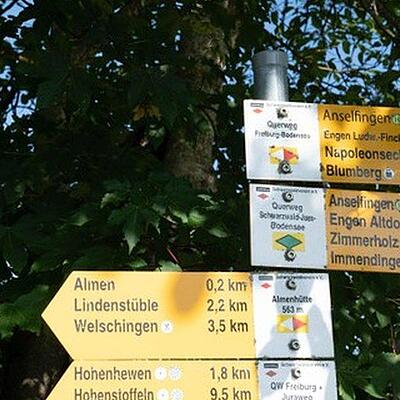 Querweg
Freiburg-Bodensee
Anselfingen
Engen Ludw.-Finck
Napoleonseck
Blumberg
Querweg
Schwarzwald-Jura-
Bodensee
Anselfingen
Engen Altdo
Zimmerholz
Immendinge
Almen 0,2 km
Lindenstüble 2,2 km
Welschingen 3,5 km
Almenhütte
563 m
Hohenhewen 1,8 km
Hohenstoffeln 9,5 km
QW Freiburg +
Juraweg